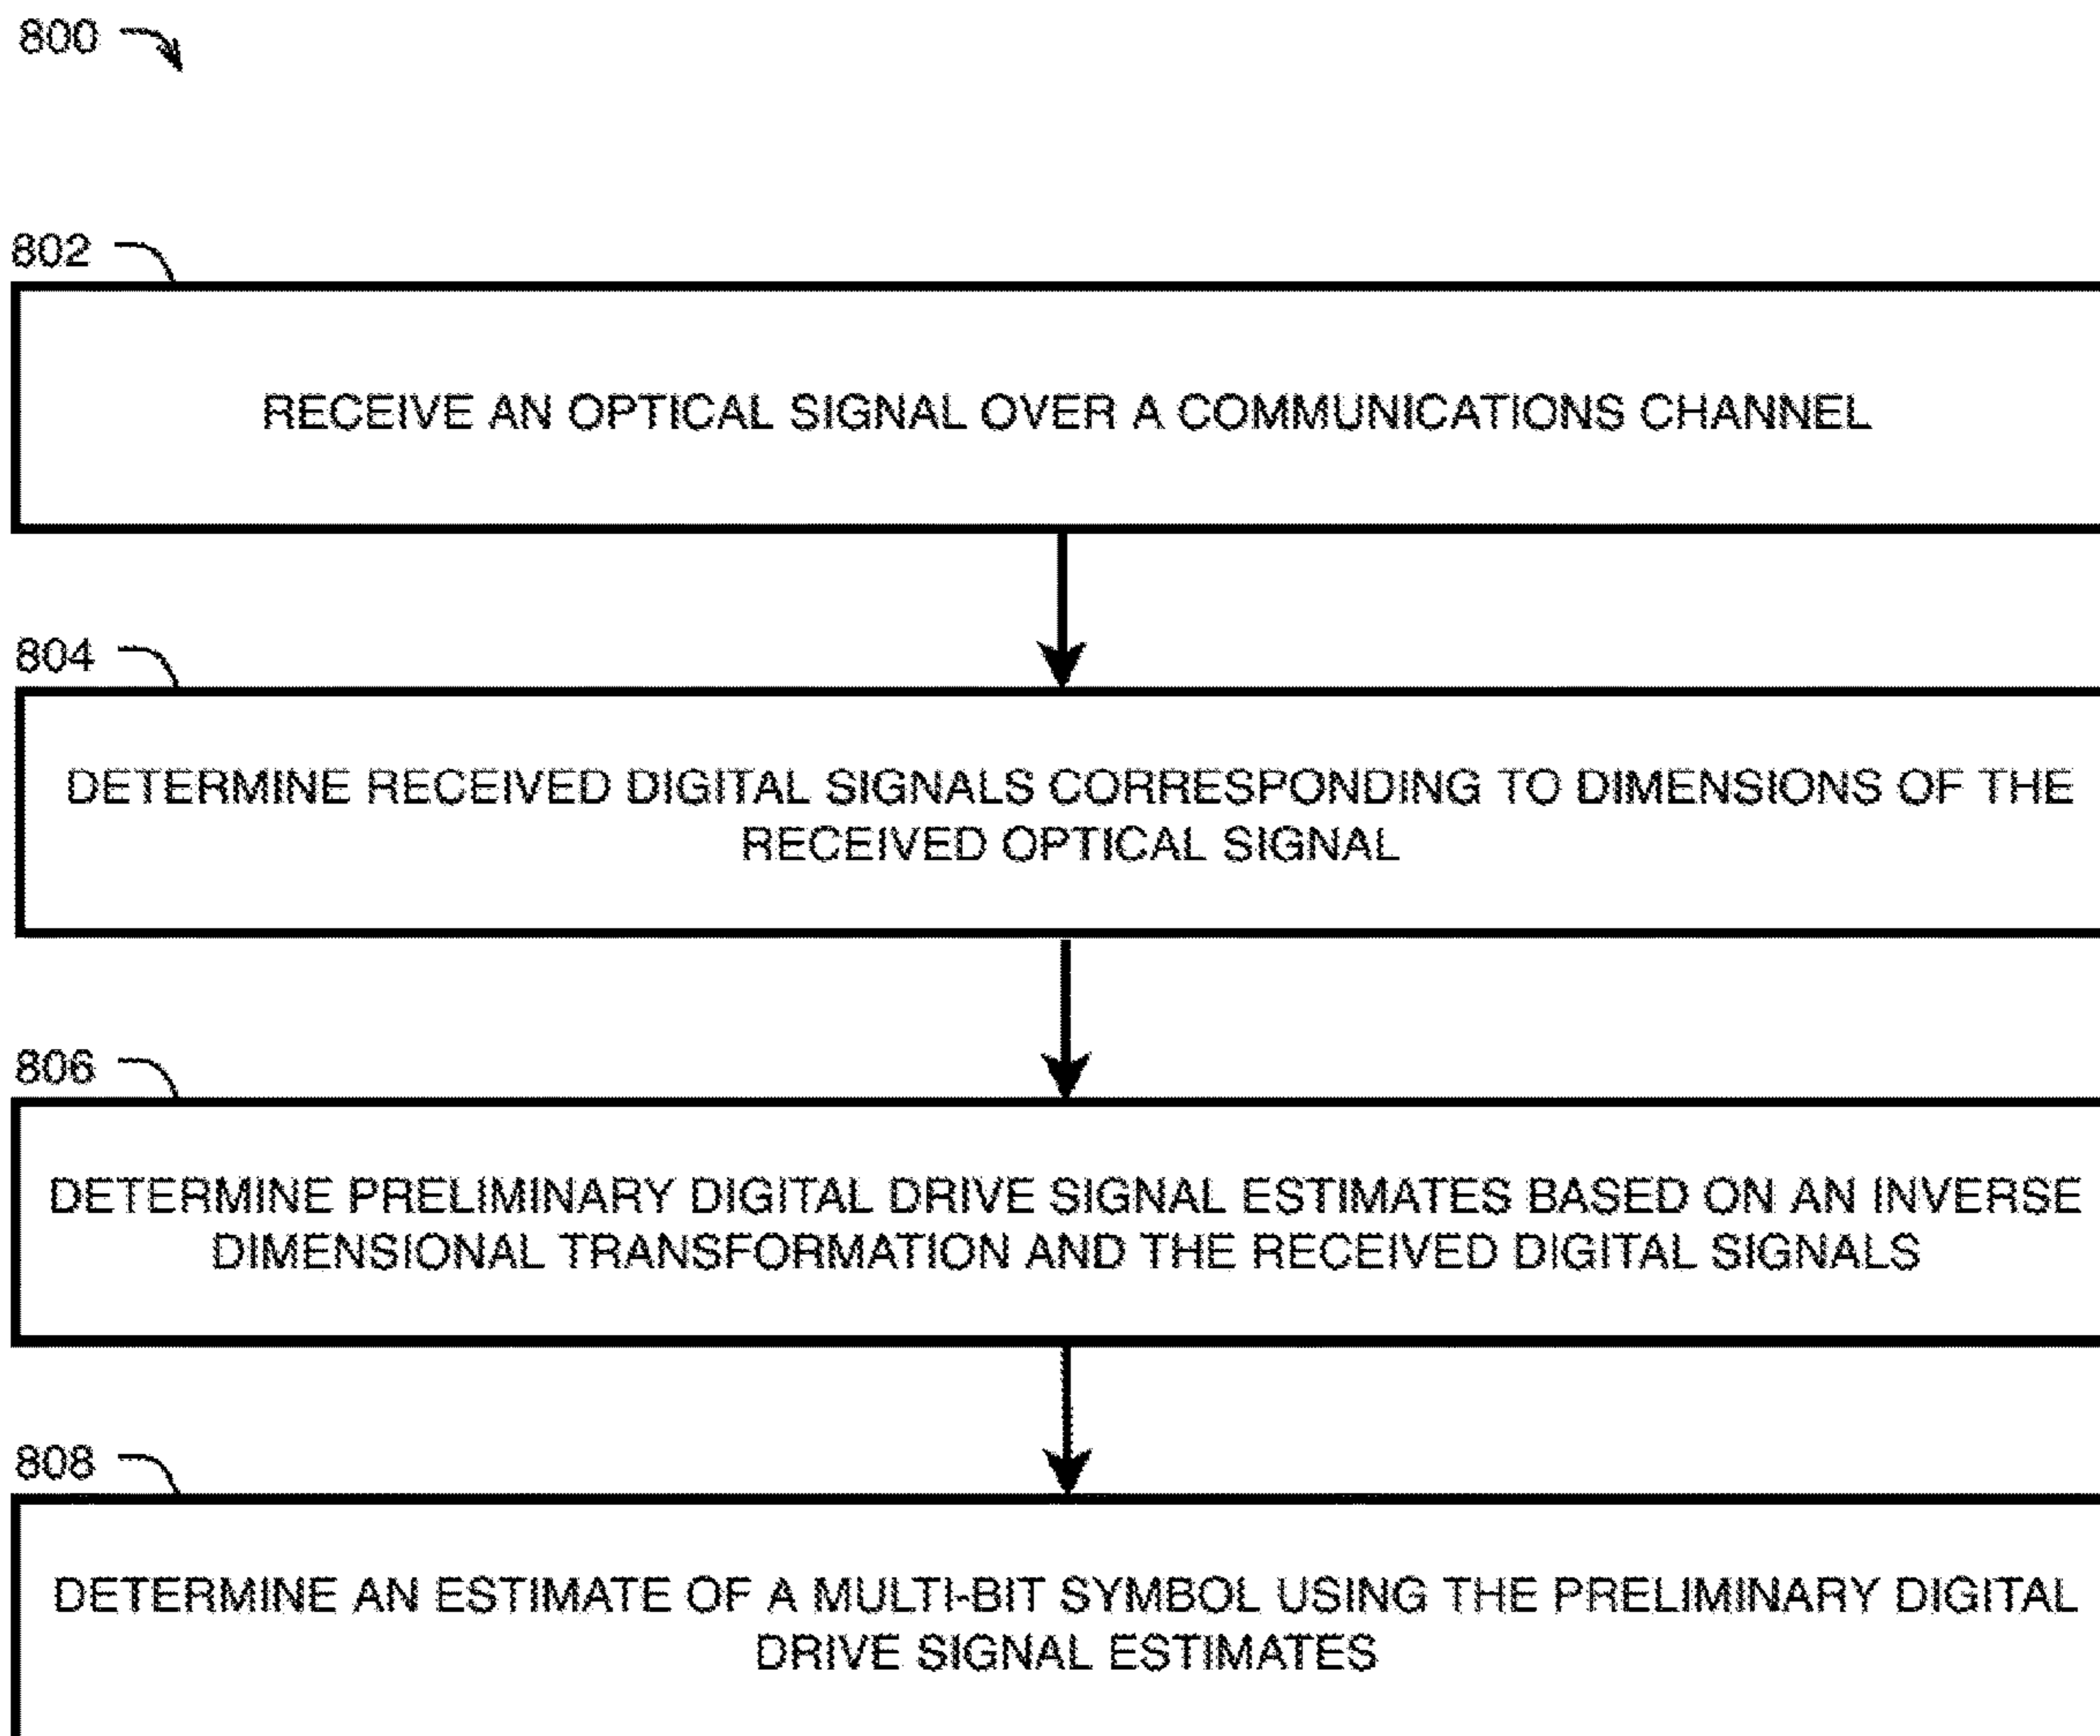 800
802
RECEIVE AN OPTICAL SIGNAL OVER A COMMUNICATIONS CHANNEL
804
DETERMINE RECEIVED DIGITAL SIGNALS CORRESPONDING TO DIMENSIONS OF THE
RECEIVED OPTICAL SIGNAL
806
DETERMINE PRELIMINARY DIGITAL DRIVE SIGNAL ESTIMATES BASED ON AN INVERSE
DIMENSIONAL TRANSFORMATION AND THE RECEIVED DIGITAL SIGNALS
808
DETERMINE AN ESTIMATE OF A MULTI-BIT SYMBOL USING THE PRELIMINARY DIGITAL
DRIVE SIGNAL ESTIMATES